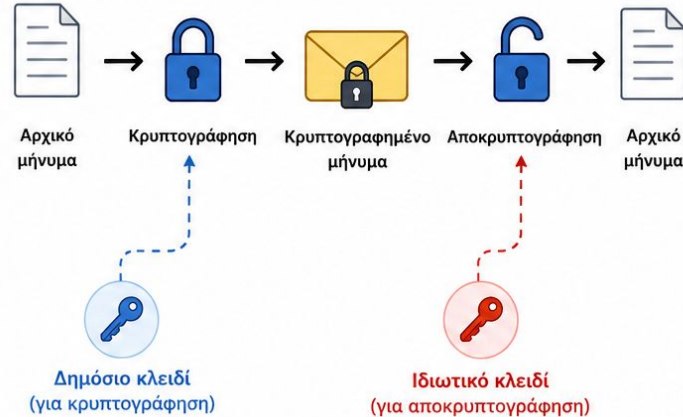 Αρχικό
μήνυμα
Κρυπτογράφηση
Κρυπτογραφημένο
μήνυμα
Αποκρυπτογράφηση
Αρχικό
μήνυμα
Δημόσιο κλειδί
(για κρυπτογράφηση)
Ιδιωτικό κλειδί
(για αποκρυπτογράφηση)